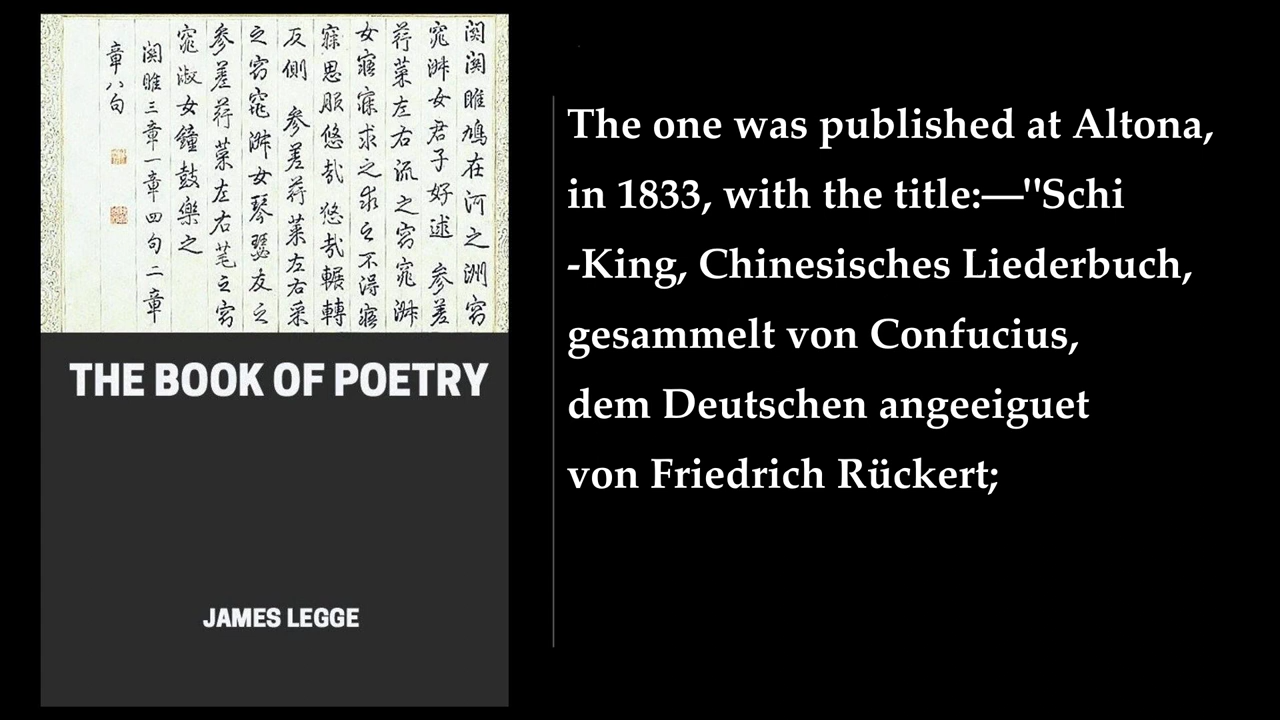 関関雎鳩在河之洲窈
窕淑女君子好逑 参差
荇菜左右流之窈窕淑
女寤寐求之求之不得寤
寐思服悠哉悠哉輾轉
反側 参差荇菜左右采
之窈窕淑女琴瑟友之
参差荇菜左右芼之窈
窕淑女鐘鼓樂之
関雎三章一章四句二章
章八句
THE BOOK OF POETRY
JAMES LEGGE
The one was published at Altona,
in 1833, with the title:—"Schi
-King, Chinesisches Liederbuch,
gesammelt von Confucius,
dem Deutschen angeeiguet
von Friedrich Rückert;